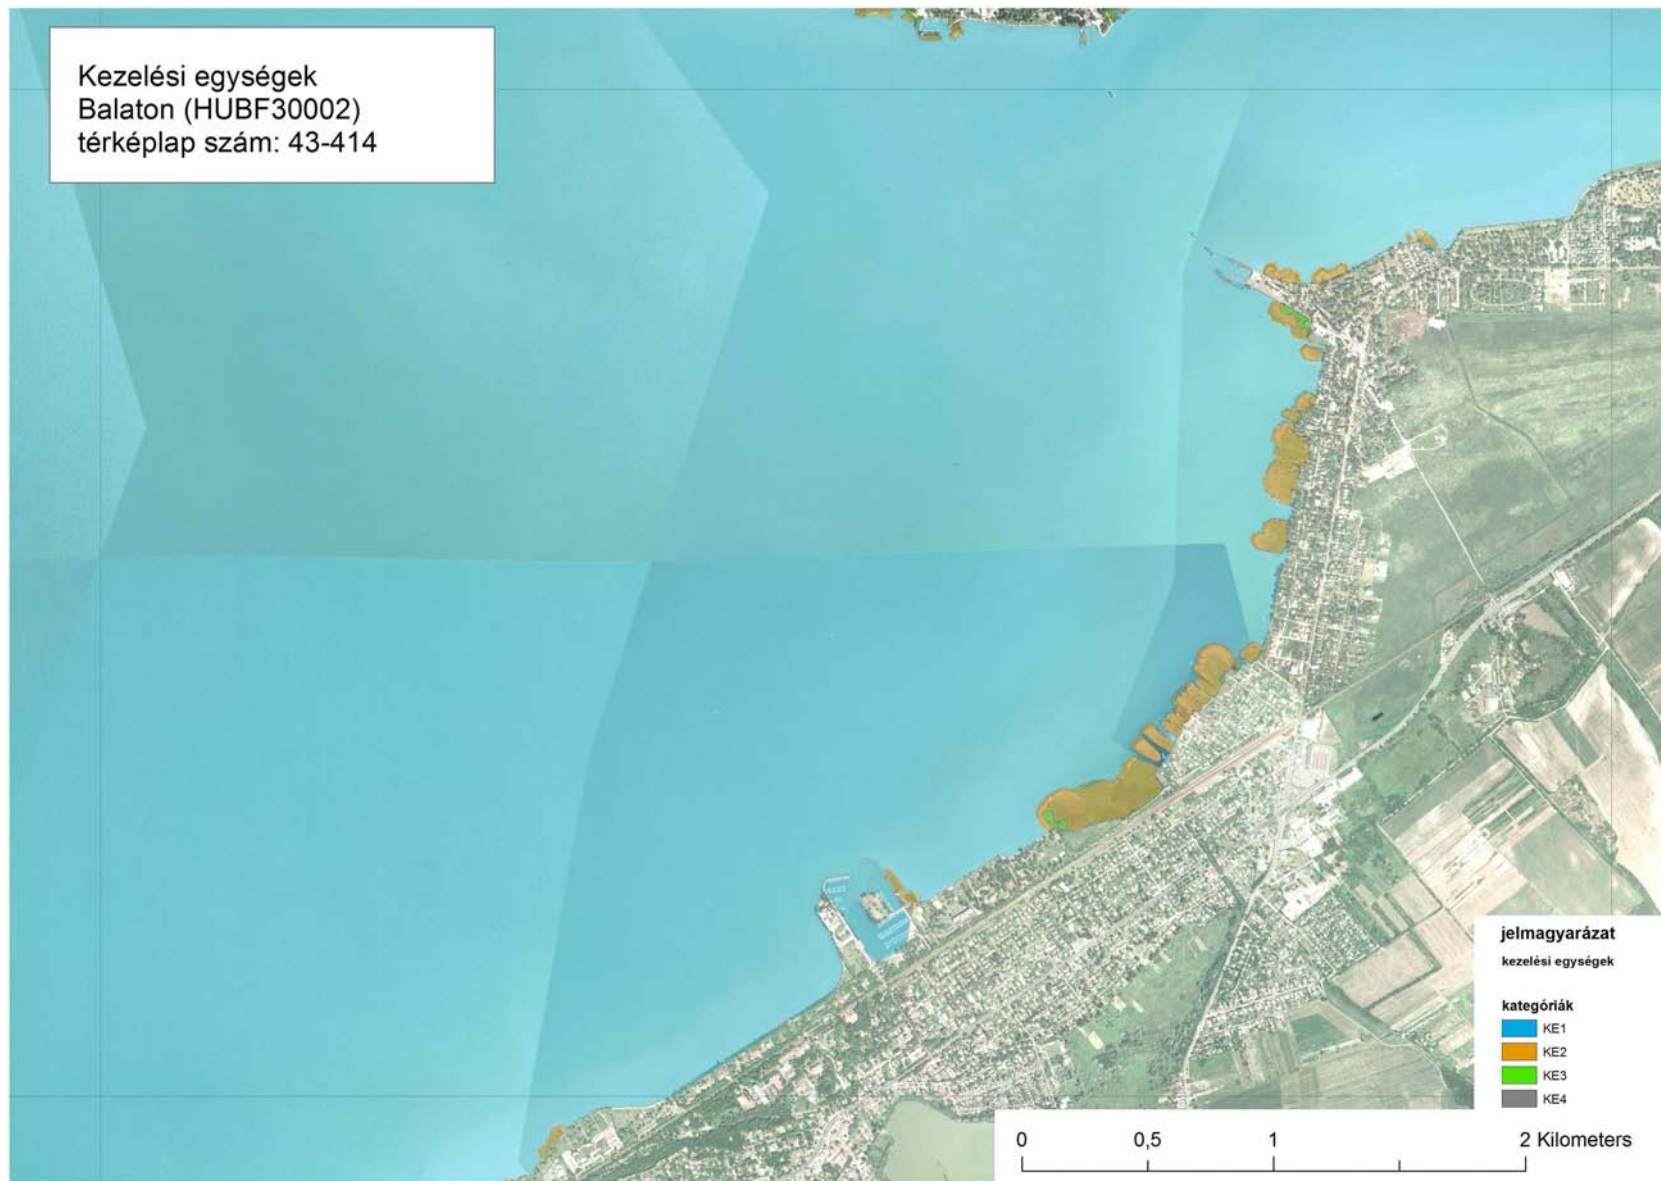 Kezelési egységek
Balaton (HUBF30002)
térképlap szám: 43-414
jelmagyarázat
kezelési egységek
kategóriák
KE1
KE2
KE3
KE4
0 0,5 1 2 Kilometers